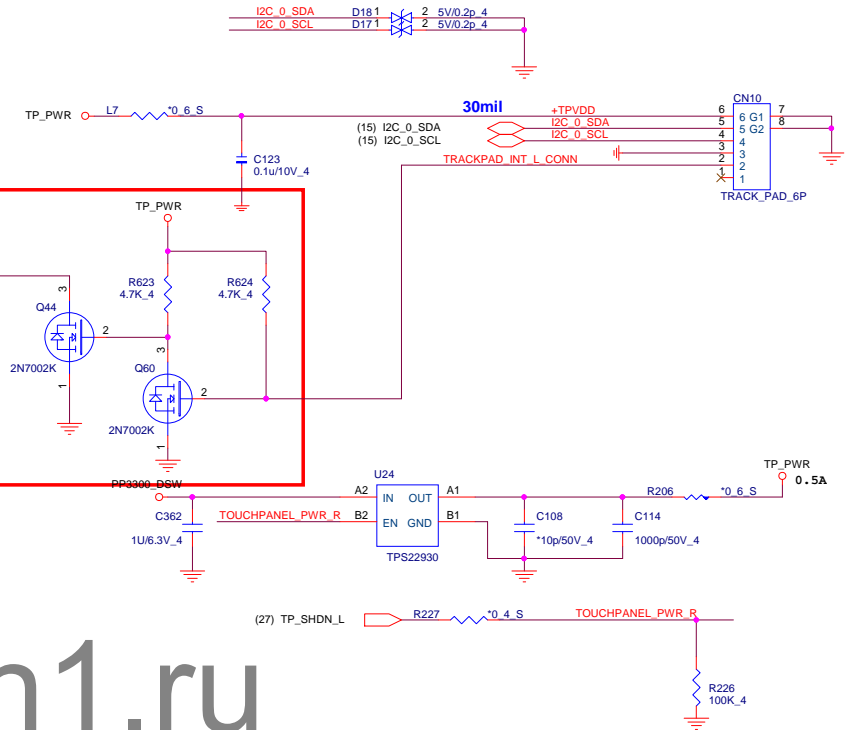 I2C_0_SDA D18 1 2 5V/0.2p_4
I2C_0_SCL D17 1 2 5V/0.2p_4
TP_PWR L7 *0_6_S 30mil +TPVDD 6 CN10
(15) I2C_0_SDA I2C_0_SDA 5
(15) I2C_0_SCL I2C_0_SCL 4
3
TRACKPAD_INT_L_CONN 2
1
6 G1 7
5 G2 8
4
3
2
1
TRACK_PAD_6P
C123
0.1u/10V_4
TP_PWR
R623
4.7K_4
R624
4.7K_4
Q44
3
2
1
2N7002K
Q60
3
2
1
2N7002K
PP3300_DSW
U24
A2 IN OUT A1
TOUCHPANEL_PWR_R B2 EN GND B1
TPS22930
C362
1U/6.3V_4
C108
*10p/50V_4
C114
1000p/50V_4
R206 *0_6_S
TP_PWR
0.5A
(27) TP_SHDN_L R227 *0_4_S TOUCHPANEL_PWR_R
R226
100K_4
n1.ru